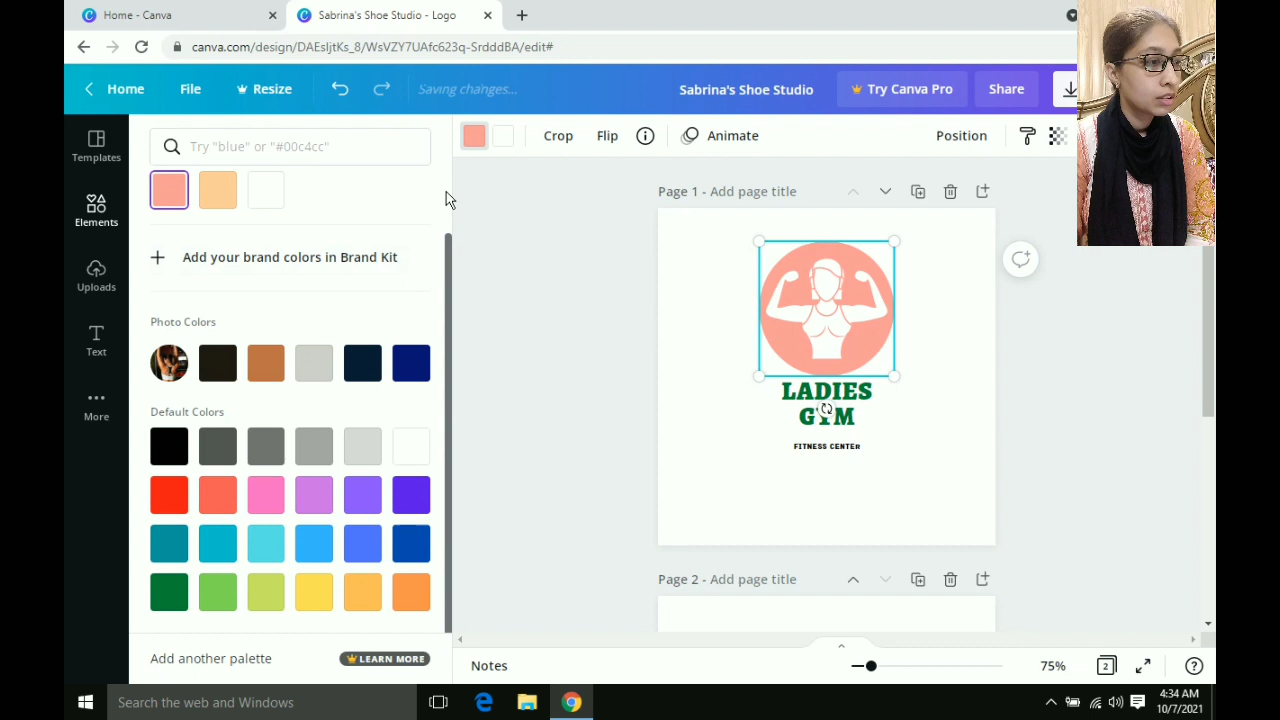 Home - Canva
Sabrina's Shoe Studio - Logo
canva.com/design/DAEsIjtKs_8/WsVZY7UAfc623q-SrdddBA/edit#
Home
File
Resize
Saving changes...
Sabrina's Shoe Studio
Try Canva Pro
Share
Templates
Elements
Uploads
Text
More
Try "blue" or "#00c4cc"
Add your brand colors in Brand Kit
Photo Colors
Default Colors
Add another palette
LEARN MORE
Crop
Flip
Animate
Position
Page 1 - Add page title
LADIES
GYM
FITNESS CENTER
Page 2 - Add page title
Notes
75%
2
Search the web and Windows
4:34 AM
10/7/2021